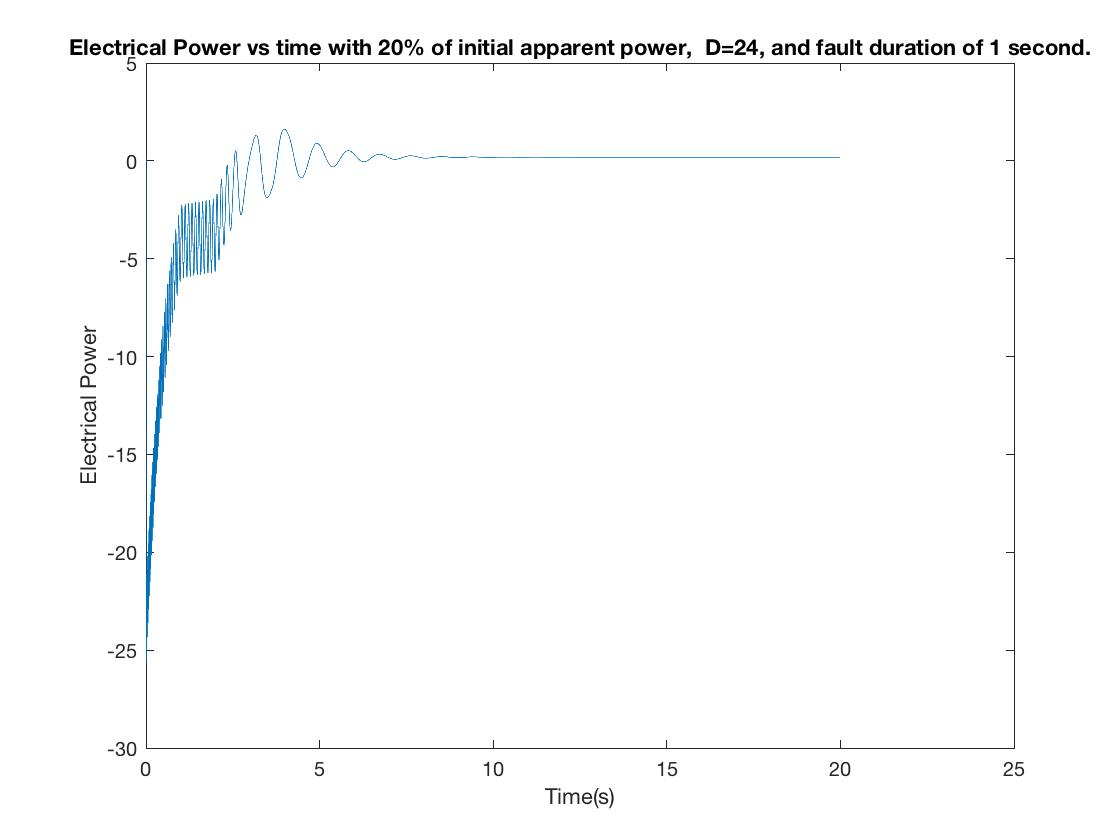 Electrical Power vs time with 20% of initial apparent power,  D=24, and fault duration of 1 second.
5
0
-5
-10
-15
-20
-25
-30
Electrical Power
0 5 10 15 20 25
Time(s)